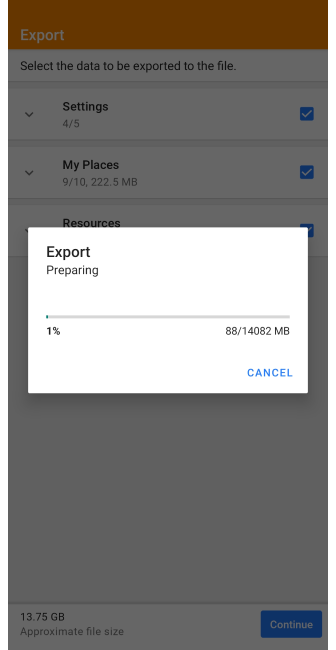 Export
Select the data to be exported to the file.
Settings
4/5
My Places
9/10, 222.5 MB
Resources
Export
Preparing
1%
88/14082 MB
CANCEL
13.75 GB
Approximate file size
Continue